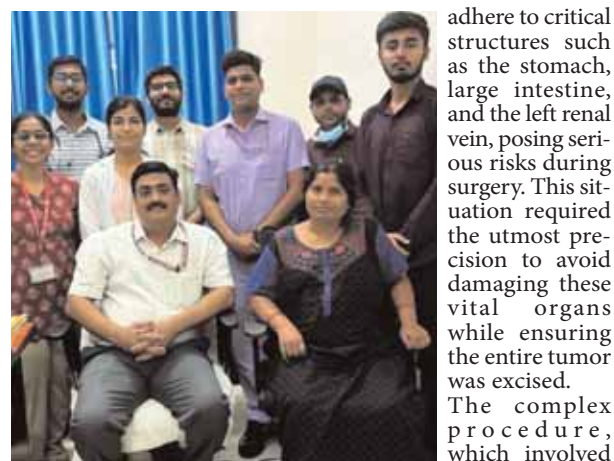 adhere to critical
structures such
as the stomach,
large intestine,
and the left renal
vein, posing seri-
ous risks during
surgery. This sit-
uation required
the utmost pre-
cision to avoid
damaging these
vital organs
while ensuring
the entire tumor
was excised.
The complex
procedure,
which involved